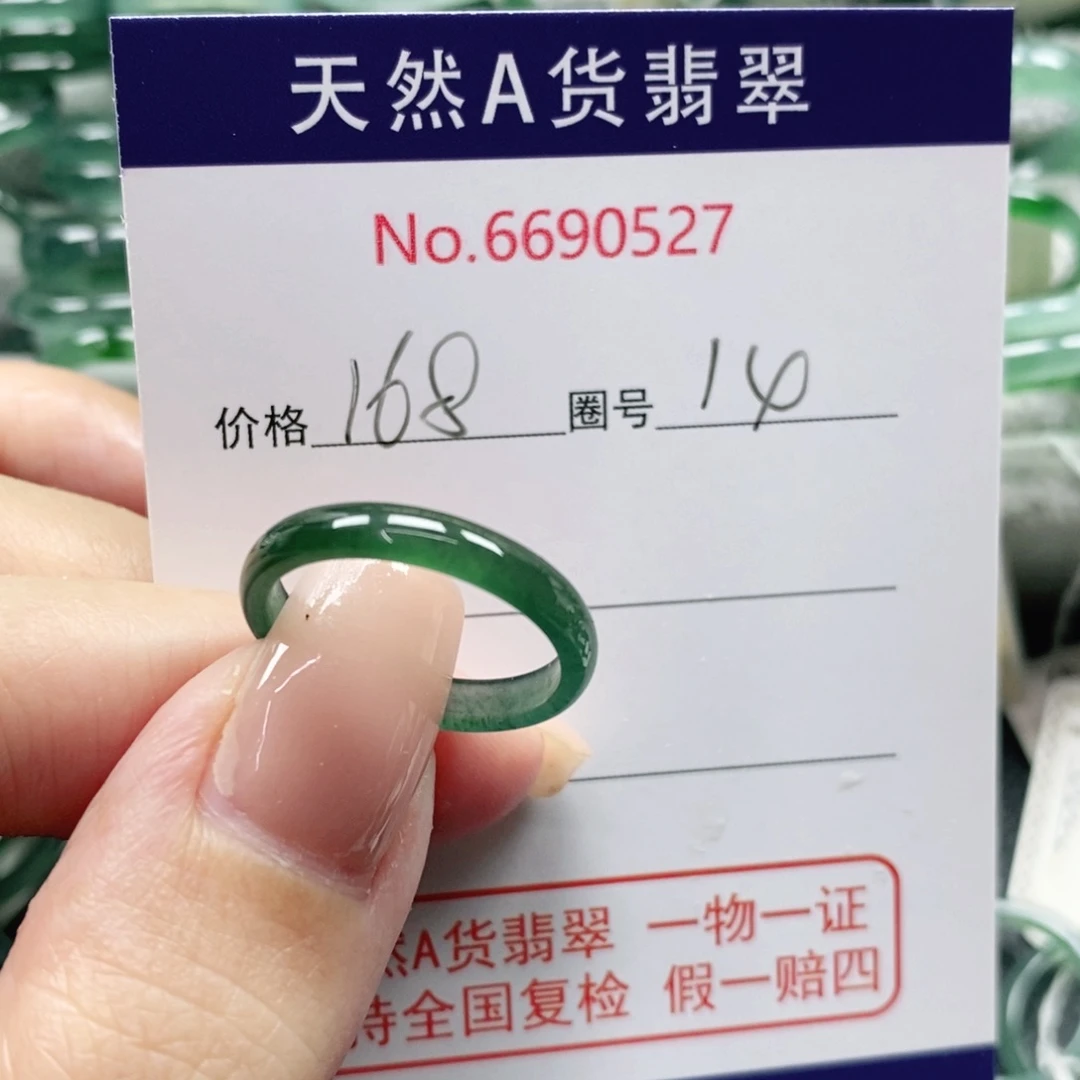 天然A货翡翠
No.6690527
价格 168 圈号 14
然A货翡翠 一物一证
持全国复检 假一赔四